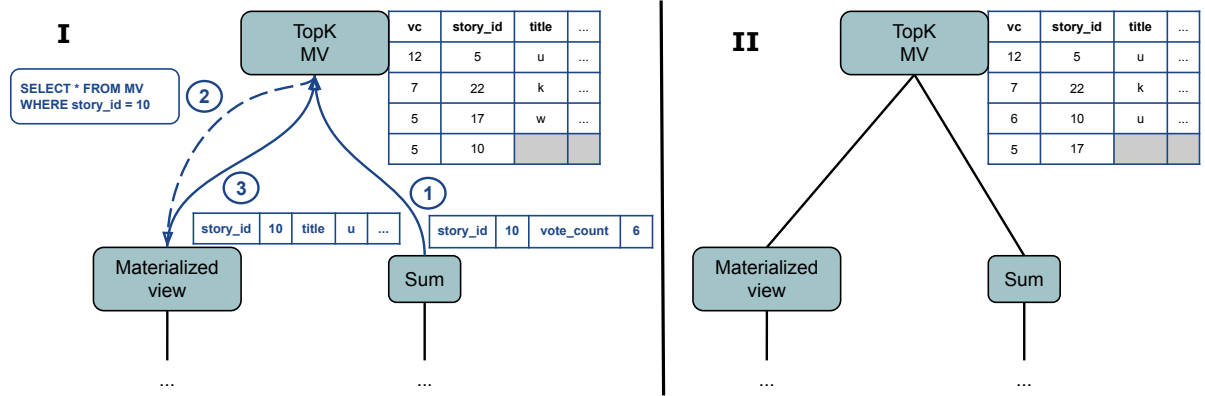 I
TopK
MV
vc story_id title ...
12 5 u ...
7 22 k ...
5 17 w ...
5 10
SELECT * FROM MV
WHERE story_id = 10
2
3
1
story_id 10 title u ...
story_id 10 vote_count 6
Materialized
view
Sum
...
...
II
TopK
MV
vc story_id title ...
12 5 u ...
7 22 k ...
6 10 u ...
5 17
Materialized
view
Sum
...
...